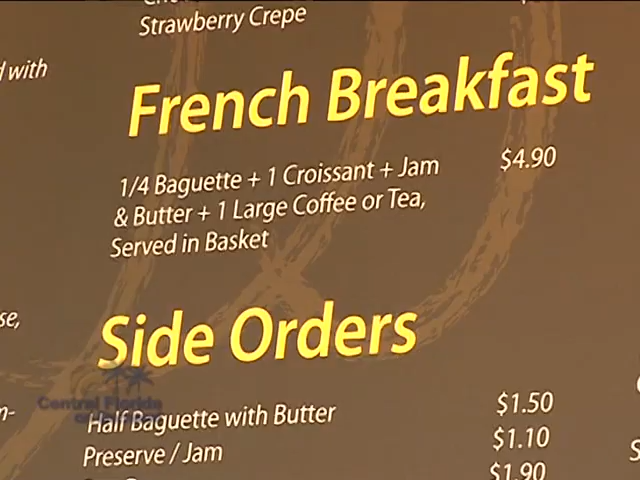 Strawberry Crepe
d with
French Breakfast
1/4 Baguette + 1 Croissant + Jam $4.90
& Butter + 1 Large Coffee or Tea,
Served in Basket
se,
Side Orders
Central Florida
Half Baguette with Butter $1.50
Preserve / Jam $1.10
$1.90